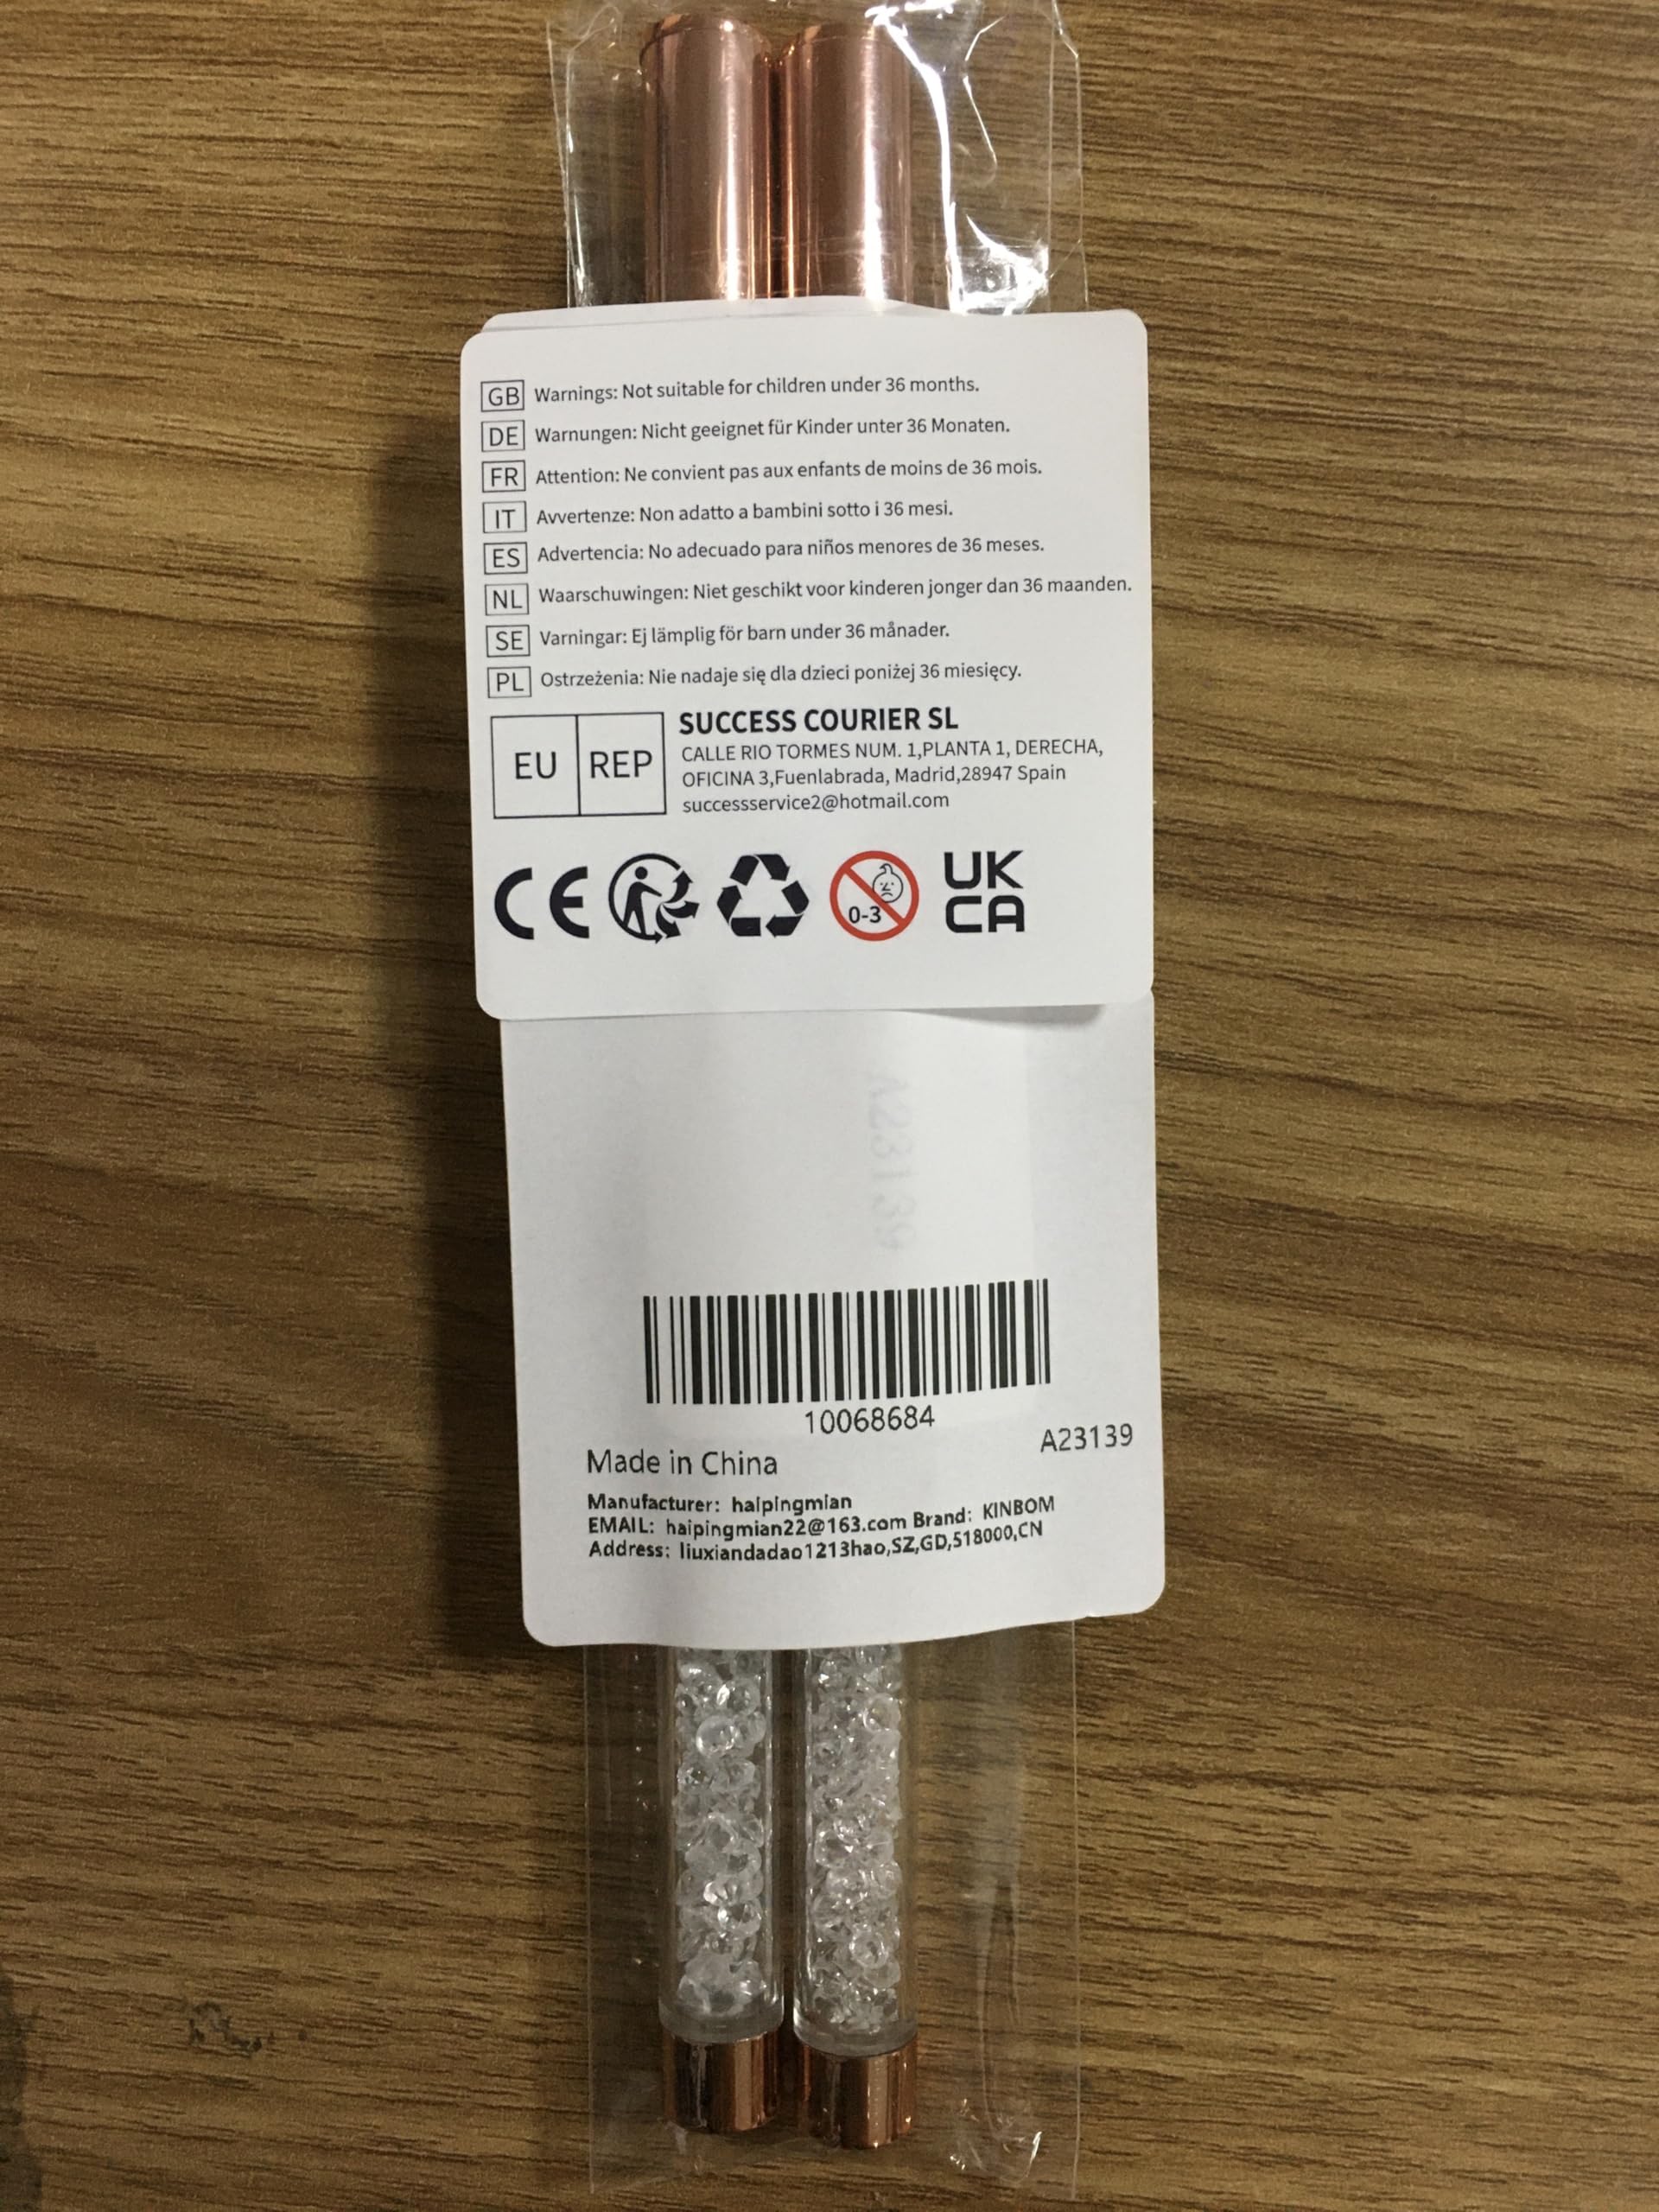 GB Warnings: Not suitable for children under 36 months.
DE Warnungen: Nicht geeignet für Kinder unter 36 Monaten.
FR Attention: Ne convient pas aux enfants de moins de 36 mois.
IT Avvertenze: Non adatto a bambini sotto i 36 mesi.
ES Advertencia: No adecuado para niños menores de 36 meses.
NL Waarschuwingen: Niet geschikt voor kinderen jonger dan 36 maanden.
SE Varningar: Ej lämplig för barn under 36 månader.
PL Ostrzeżenia: Nie nadaje się dla dzieci poniżej 36 miesięcy.
EU REP
SUCCESS COURIER SL
CALLE RIO TORMES NUM. 1,PLANTA 1, DERECHA,
OFICINA 3,Fuenlabrada, Madrid,28947 Spain
successservice2@hotmail.com
CE 0-3 UK CA
10068684
A23139
Made in China
Manufacturer: haipingmian
EMAIL: haipingmian22@163.com Brand: KINBOM
Address: liuxiandadao1213hao,SZ,GD,518000,CN